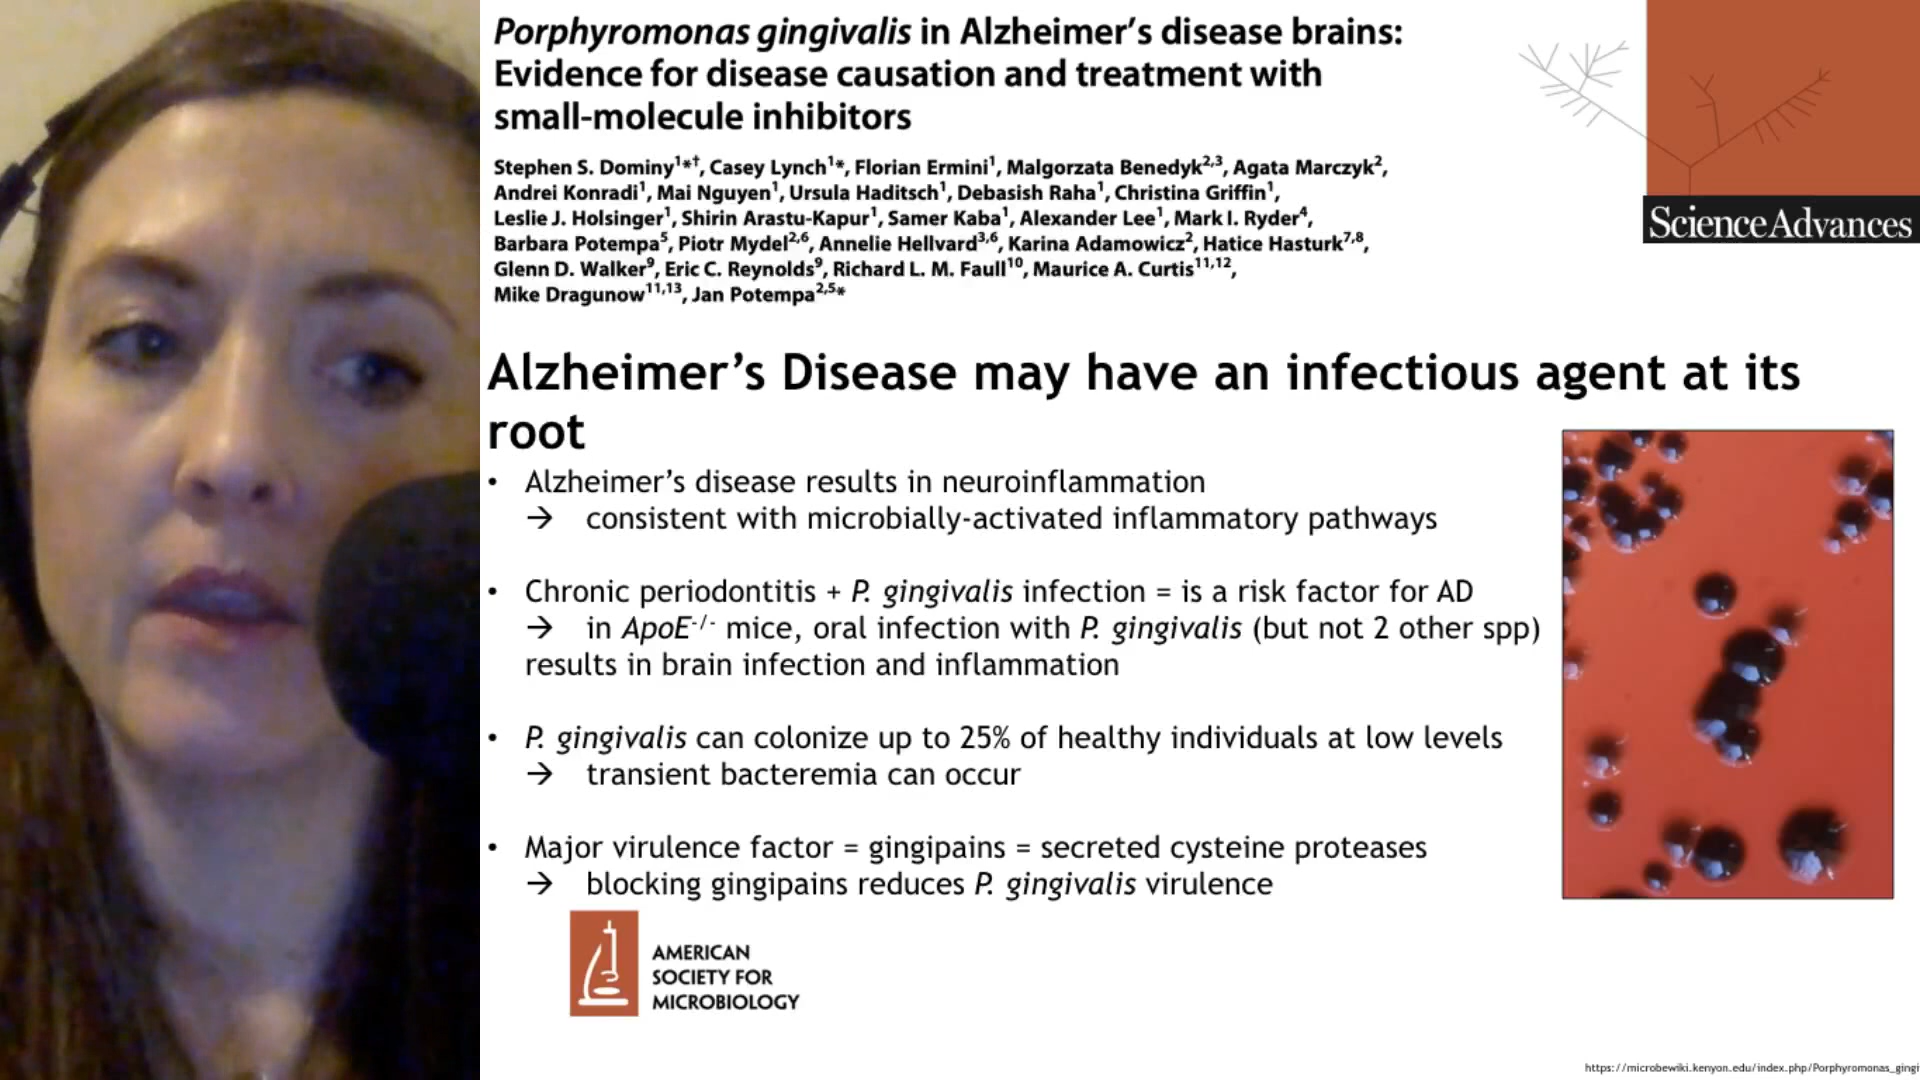 Porphyromonas gingivalis in Alzheimer's disease brains:
Evidence for disease causation and treatment with
small-molecule inhibitors
Stephen S. Dominy¹*†, Casey Lynch¹*, Florian Ermini¹, Malgorzata Benedyk²,³, Agata Marczyk²,
Andrei Konradi¹, Mai Nguyen¹, Ursula Haditsch¹, Debasish Raha¹, Christina Griffin¹,
Leslie J. Holsinger¹, Shirin Arastu-Kapur¹, Samer Kaba¹, Alexander Lee¹, Mark I. Ryder⁴,
Barbara Potempa⁵, Piotr Mydel²,⁶, Annelie Hellvard³,⁶, Karina Adamowicz², Hatice Hasturk⁷,⁸,
Glenn D. Walker⁹, Eric C. Reynolds⁹, Richard L. M. Faull¹⁰, Maurice A. Curtis¹¹,¹²,
Mike Dragunow¹¹,¹³, Jan Potempa²,⁵*
ScienceAdvances
Alzheimer's Disease may have an infectious agent at its
root
• Alzheimer's disease results in neuroinflammation
→ consistent with microbially-activated inflammatory pathways
• Chronic periodontitis + P. gingivalis infection = is a risk factor for AD
→ in ApoE-/- mice, oral infection with P. gingivalis (but not 2 other spp)
results in brain infection and inflammation
• P. gingivalis can colonize up to 25% of healthy individuals at low levels
→ transient bacteremia can occur
• Major virulence factor = gingipains = secreted cysteine proteases
→ blocking gingipains reduces P. gingivalis virulence
AMERICAN
SOCIETY FOR
MICROBIOLOGY
https://microbewiki.kenyon.edu/index.php/Porphyromonas_gingi